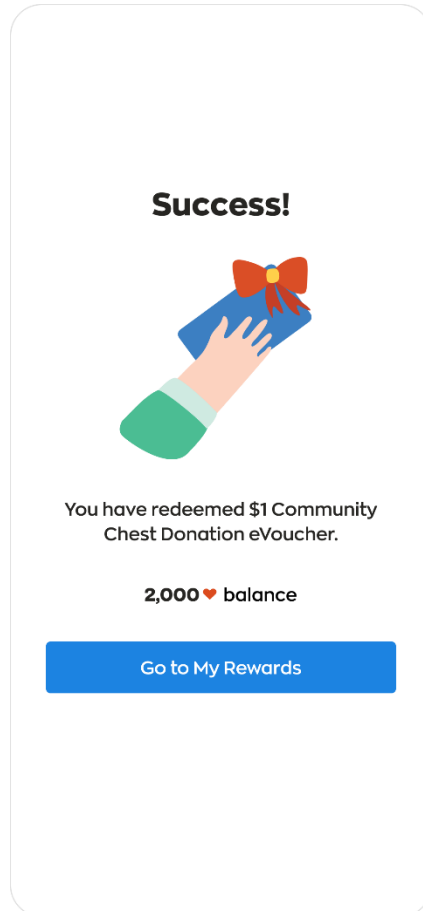 Success!
You have redeemed $1 Community
Chest Donation eVoucher.
2,000 ♥ balance
Go to My Rewards